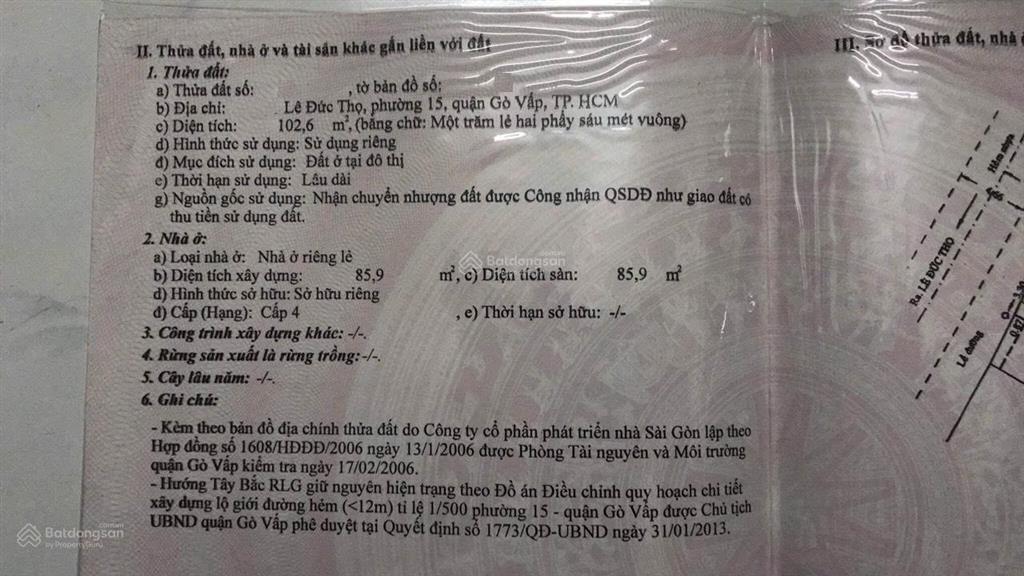 II. Thửa đất, nhà ở và tài sản khác gắn liền với đất
1. Thửa đất:
a) Thửa đất số: , tờ bản đồ số:
b) Địa chỉ: Lê Đức Thọ, phường 15, quận Gò Vấp, TP. HCM
c) Diện tích: 102,6 m², (bằng chữ: Một trăm lẻ hai phẩy sáu mét vuông)
d) Hình thức sử dụng: Sử dụng riêng
đ) Mục đích sử dụng: Đất ở tại đô thị
e) Thời hạn sử dụng: Lâu dài
g) Nguồn gốc sử dụng: Nhận chuyển nhượng đất được Công nhận QSDĐ như giao đất có
thu tiền sử dụng đất.
2. Nhà ở:
a) Loại nhà ở: Nhà ở riêng lẻ
b) Diện tích xây dựng: 85,9 m², c) Diện tích sàn: 85,9 m²
d) Hình thức sở hữu: Sở hữu riêng
đ) Cấp (Hạng): Cấp 4 , e) Thời hạn sở hữu: -/-
3. Công trình xây dựng khác: -/-.
4. Rừng sản xuất là rừng trồng:-/-.
5. Cây lâu năm: -/-.
6. Ghi chú:
- Kèm theo bản đồ địa chính thửa đất do Công ty cổ phần phát triển nhà Sài Gòn lập theo
Hợp đồng số 1608/HĐĐĐ/2006 ngày 13/1/2006 được Phòng Tài nguyên và Môi trường
quận Gò Vấp kiểm tra ngày 17/02/2006.
- Hướng Tây Bắc RLG giữ nguyên hiện trạng theo Đồ án Điều chỉnh quy hoạch chi tiết
xây dựng lộ giới đường hẻm (<12m) tỉ lệ 1/500 phường 15 - quận Gò Vấp được Chủ tịch
UBND quận Gò Vấp phê duyệt tại Quyết định số 1773/QĐ-UBND ngày 31/01/2013.
III. Sơ đồ thửa đất, nhà ở
Hẻm nhựa
Ra. LÊ ĐỨC THỌ
Lề đường
0.87
Batdongsan
Batdongsan
by PropertyGuru